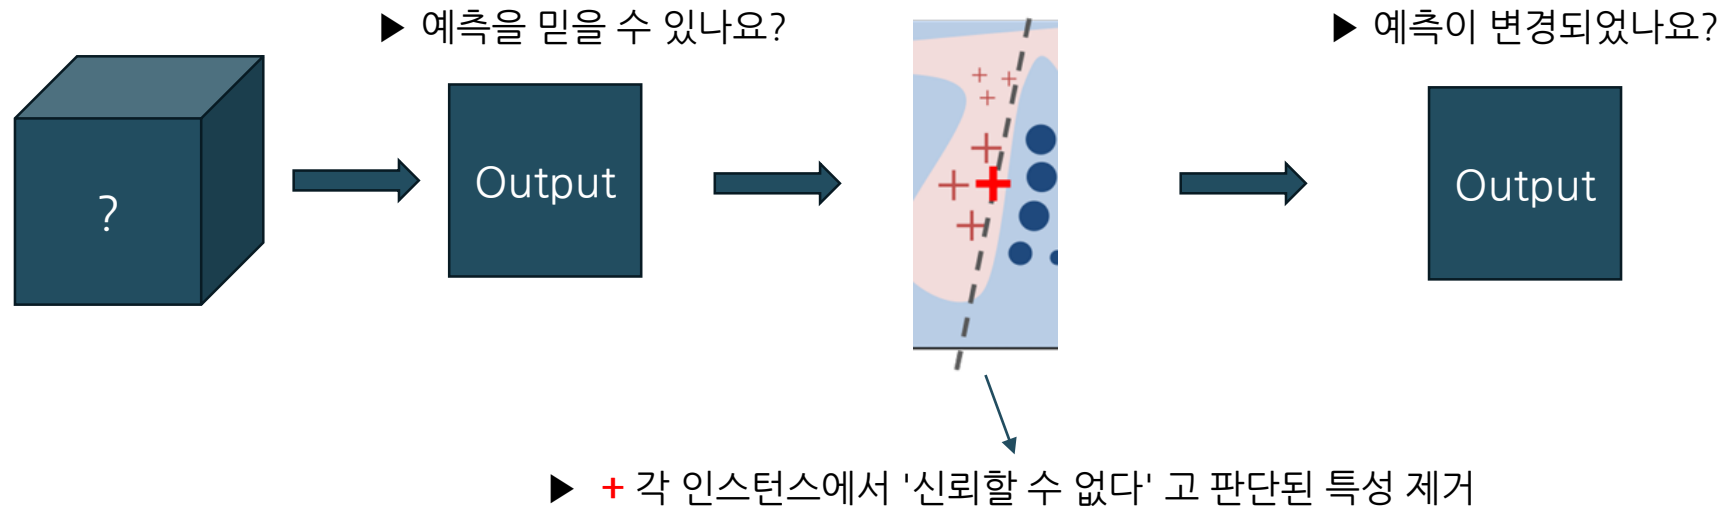 ▶ 예측을 믿을 수 있나요?
▶ 예측이 변경되었나요?
?
Output
Output
▶ + 각 인스턴스에서 '신뢰할 수 없다' 고 판단된 특성 제거